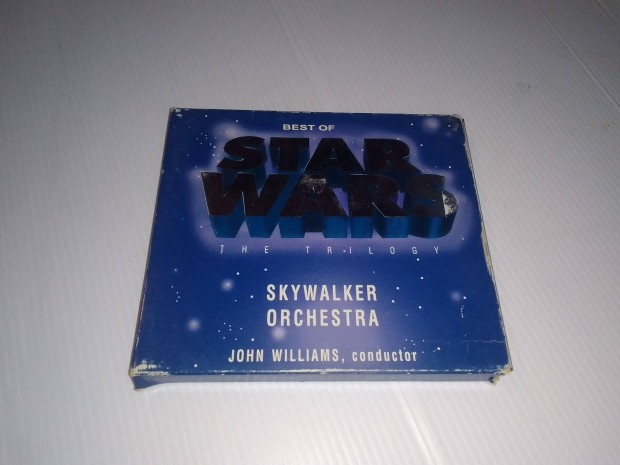 BEST OF
STAR
WARS
THE TRILOGY
SKYWALKER
ORCHESTRA
JOHN WILLIAMS, conductor